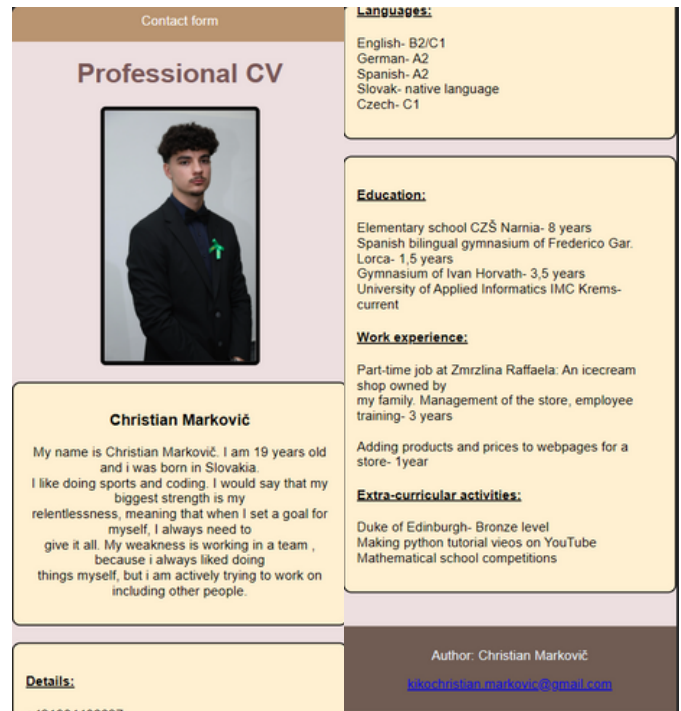 Contact form
Professional CV
Christian Markovič
My name is Christian Markovič. I am 19 years old
and i was born in Slovakia.
I like doing sports and coding. I would say that my
biggest strength is my
relentlessness, meaning that when I set a goal for
myself, I always need to
give it all. My weakness is working in a team ,
because i always liked doing
things myself, but i am actively trying to work on
including other people.
Details:
Languages:
English- B2/C1
German- A2
Spanish- A2
Slovak- native language
Czech- C1
Education:
Elementary school CZŠ Narnia- 8 years
Spanish bilingual gymnasium of Frederico Gar.
Lorca- 1,5 years
Gymnasium of Ivan Horvath- 3,5 years
University of Applied Informatics IMC Krems-
current
Work experience:
Part-time job at Zmrzlina Raffaela: An icecream
shop owned by
my family. Management of the store, employee
training- 3 years
Adding products and prices to webpages for a
store- 1year
Extra-curricular activities:
Duke of Edinburgh- Bronze level
Making python tutorial vieos on YouTube
Mathematical school competitions
Author: Christian Markovič
kikochristian.markovic@gmail.com